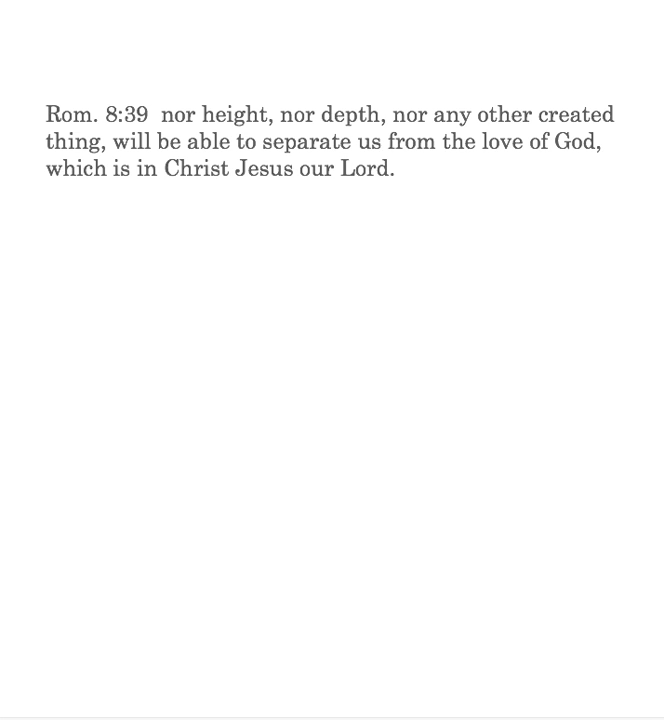 Rom. 8:39  nor height, nor depth, nor any other created
thing, will be able to separate us from the love of God,
which is in Christ Jesus our Lord.